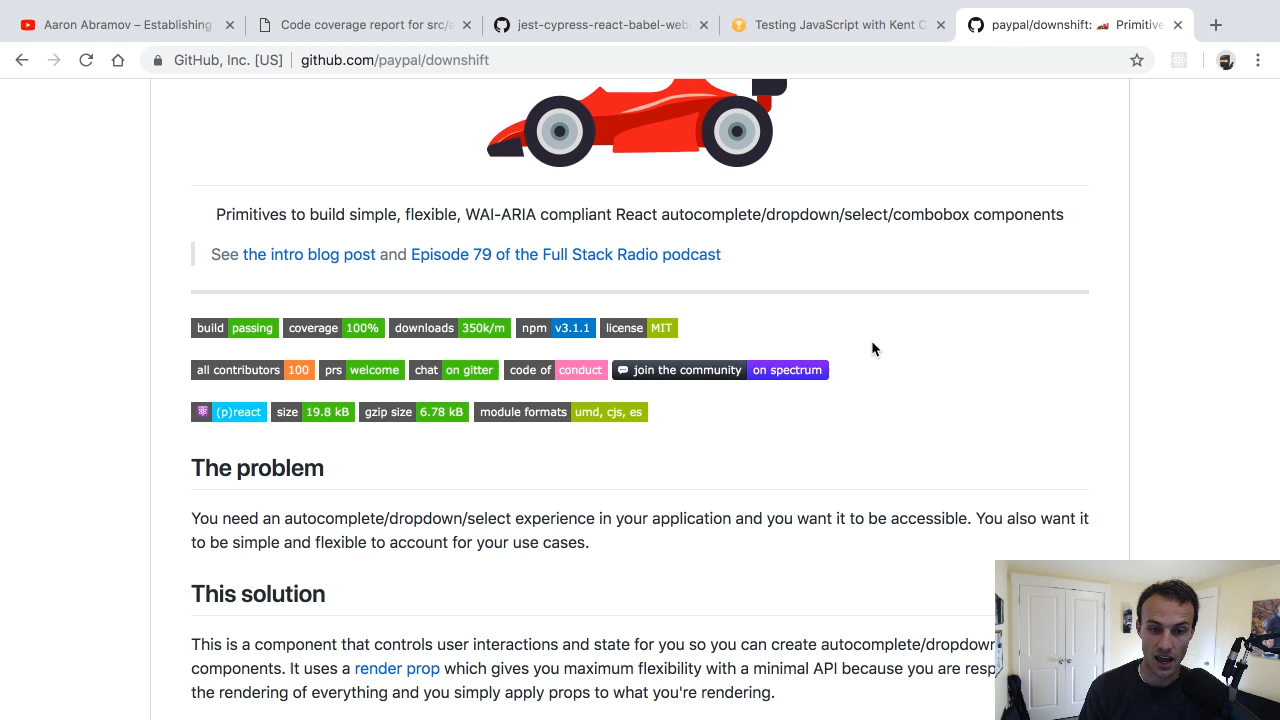 Aaron Abramov – Establishing
Code coverage report for src/a
jest-cypress-react-babel-web
Testing JavaScript with Kent C
paypal/downshift: 🏎 Primitive
GitHub, Inc. [US] github.com/paypal/downshift
Primitives to build simple, flexible, WAI-ARIA compliant React autocomplete/dropdown/select/combobox components
See the intro blog post and Episode 79 of the Full Stack Radio podcast
build passing coverage 100% downloads 350k/m npm v3.1.1 license MIT
all contributors 100 prs welcome chat on gitter code of conduct join the community on spectrum
(p)react size 19.8 kB gzip size 6.78 kB module formats umd, cjs, es
The problem
You need an autocomplete/dropdown/select experience in your application and you want it to be accessible. You also want it
to be simple and flexible to account for your use cases.
This solution
This is a component that controls user interactions and state for you so you can create autocomplete/dropdown
components. It uses a render prop which gives you maximum flexibility with a minimal API because you are resp
the rendering of everything and you simply apply props to what you're rendering.